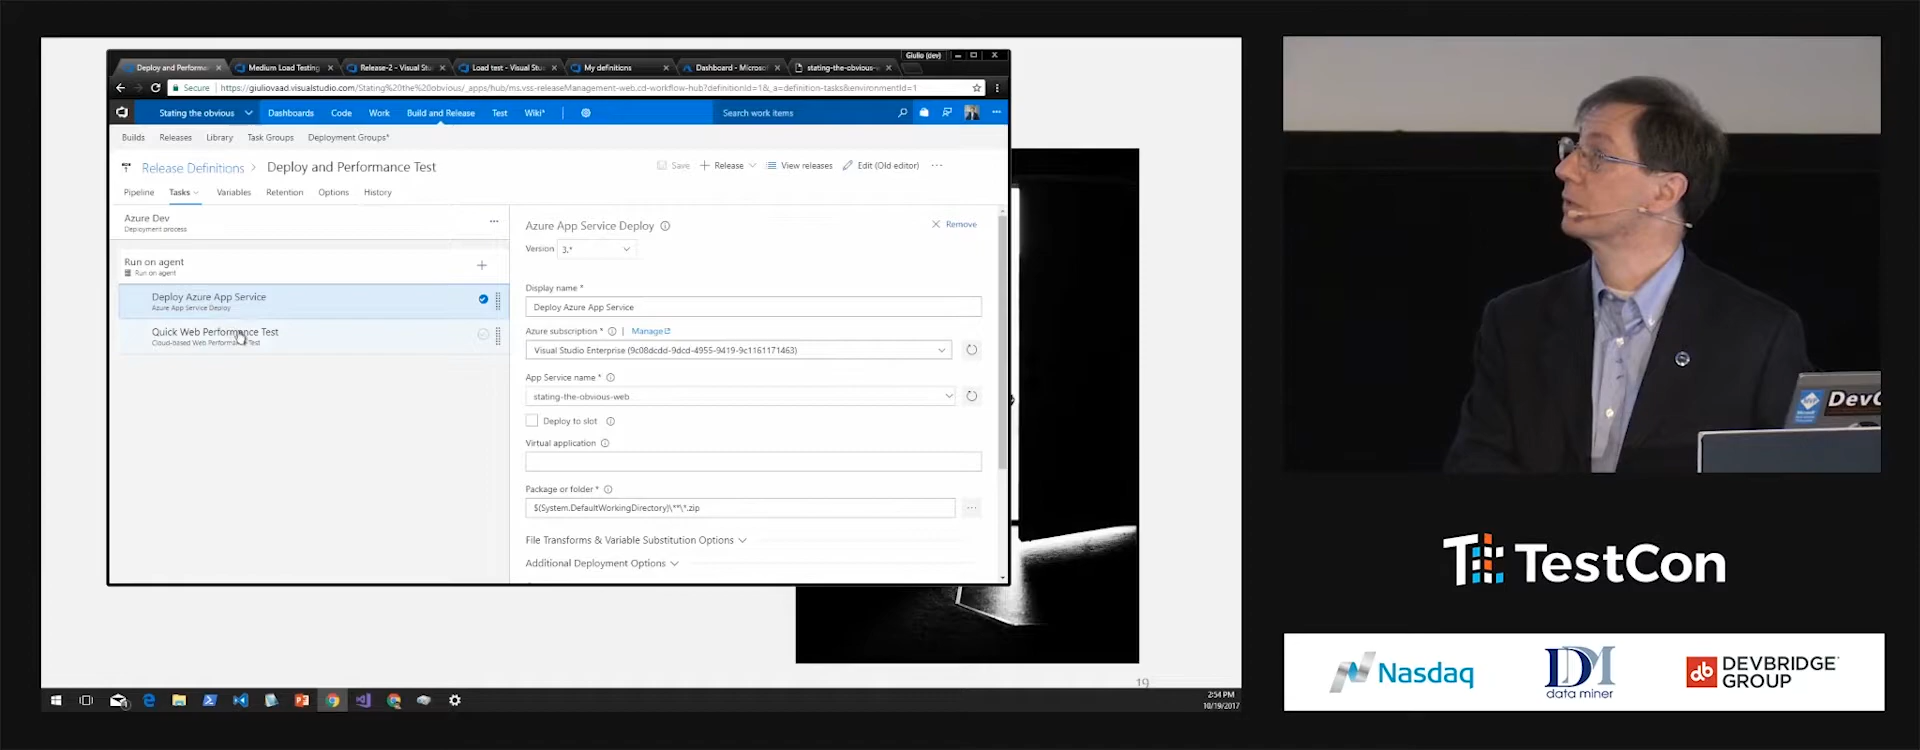 Giulio (dev)
Deploy and Performa
Medium Load Testing
Release-2 - Visual Stu
Load test - Visual Stu
My definitions
Dashboard - Microso
stating-the-obvious-w
Secure
https://giuliovaad.visualstudio.com/Stating%20the%20obvious/_apps/hub/ms.vss-releaseManagement-web.cd-workflow-hub?definitionId=1&_a=definition-tasks&environmentId=1
Stating the obvious
Dashboards
Code
Work
Build and Release
Test
Wiki*
Search work items
Builds
Releases
Library
Task Groups
Deployment Groups*
Release Definitions > Deploy and Performance Test
Save
+ Release
View releases
Edit (Old editor)
Pipeline
Tasks
Variables
Retention
Options
History
Azure Dev
Deployment process
Run on agent
Run on agent
Deploy Azure App Service
Azure App Service Deploy
Quick Web Performance Test
Cloud-based Web Performance Test
Azure App Service Deploy
Remove
Version 3.*
Display name *
Deploy Azure App Service
Azure subscription * | Manage
Visual Studio Enterprise (9c08dcdd-9dcd-4955-9419-9c1161171463)
App Service name *
stating-the-obvious-web
Deploy to slot
Virtual application
Package or folder *
$(System.DefaultWorkingDirectory)\**\*.zip
File Transforms & Variable Substitution Options
Additional Deployment Options
19
2:54 PM
10/19/2017
DevO
TestCon
Nasdaq
DM
data miner
db
DEVBRIDGE
GROUP